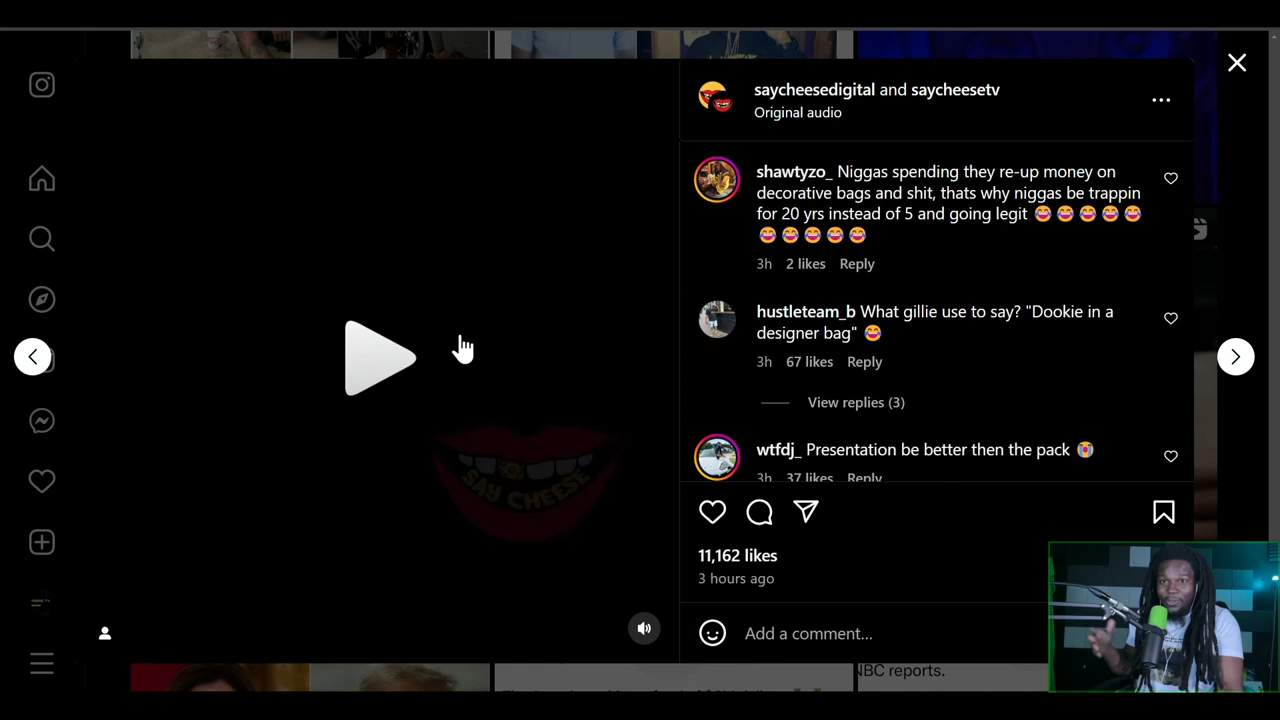 saycheesedigital and saycheesetv
Original audio
shawtyzo_ Niggas spending they re-up money on
decorative bags and shit, thats why niggas be trappin
for 20 yrs instead of 5 and going legit 😂😂😂😂😂
😂😂😂😂😂
3h 2 likes Reply
hustleteam_b What gillie use to say? "Dookie in a
designer bag" 😂
3h 67 likes Reply
View replies (3)
wtfdj_ Presentation be better then the pack 😭
3h 37 likes Reply
SAY CHEESE
11,162 likes
3 hours ago
Add a comment...
NBC reports.